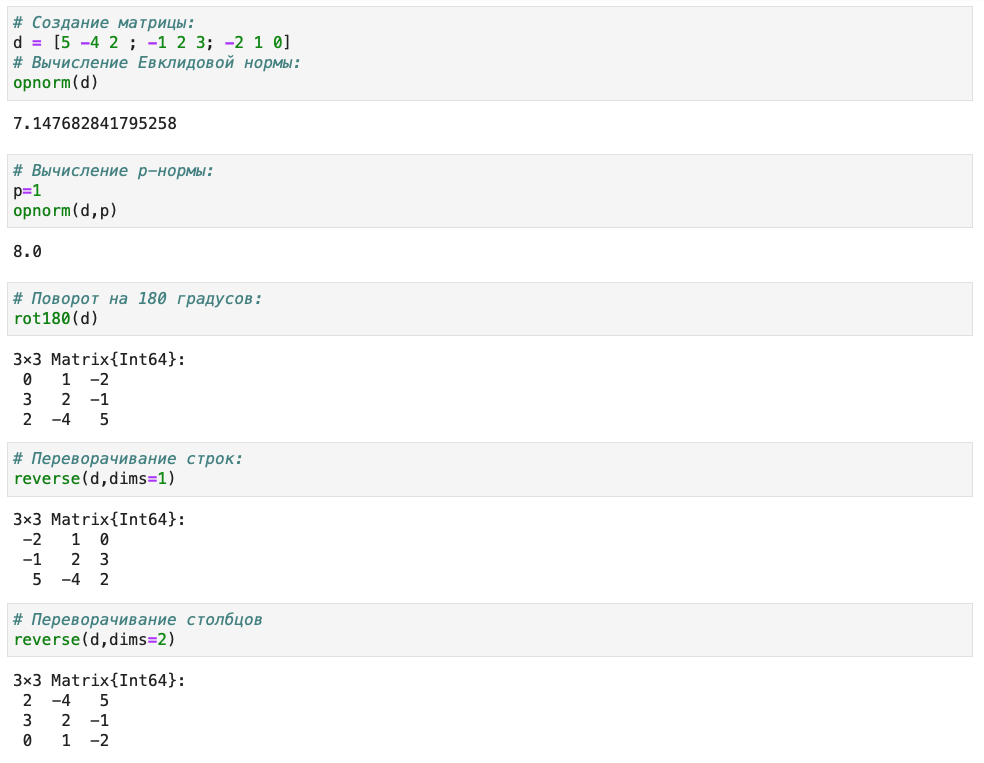 # Создание матрицы:
d = [5 −4 2 ; −1 2 3; −2 1 0]
# Вычисление Евклидовой нормы:
opnorm(d)
7.147682841795258
# Вычисление p−нормы:
p=1
opnorm(d,p)
8.0
# Поворот на 180 градусов:
rot180(d)
3×3 Matrix{Int64}:
 0   1  −2
 3   2  −1
 2  −4   5
# Переворачивание строк:
reverse(d,dims=1)
3×3 Matrix{Int64}:
 −2   1  0
 −1   2  3
  5  −4  2
# Переворачивание столбцов
reverse(d,dims=2)
3×3 Matrix{Int64}:
 2  −4   5
 3   2  −1
 0   1  −2